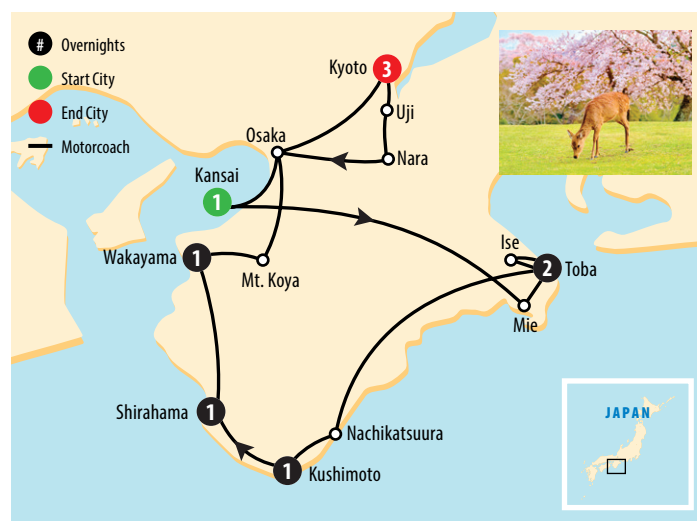 # Overnights
Start City
End City
Motorcoach
Kyoto 3
Uji
Osaka
Nara
Kansai
1
Ise
Wakayama 1
2 Toba
Mt. Koya
Mie
Shirahama 1
JAPAN
Nachikatsuura
1 Kushimoto